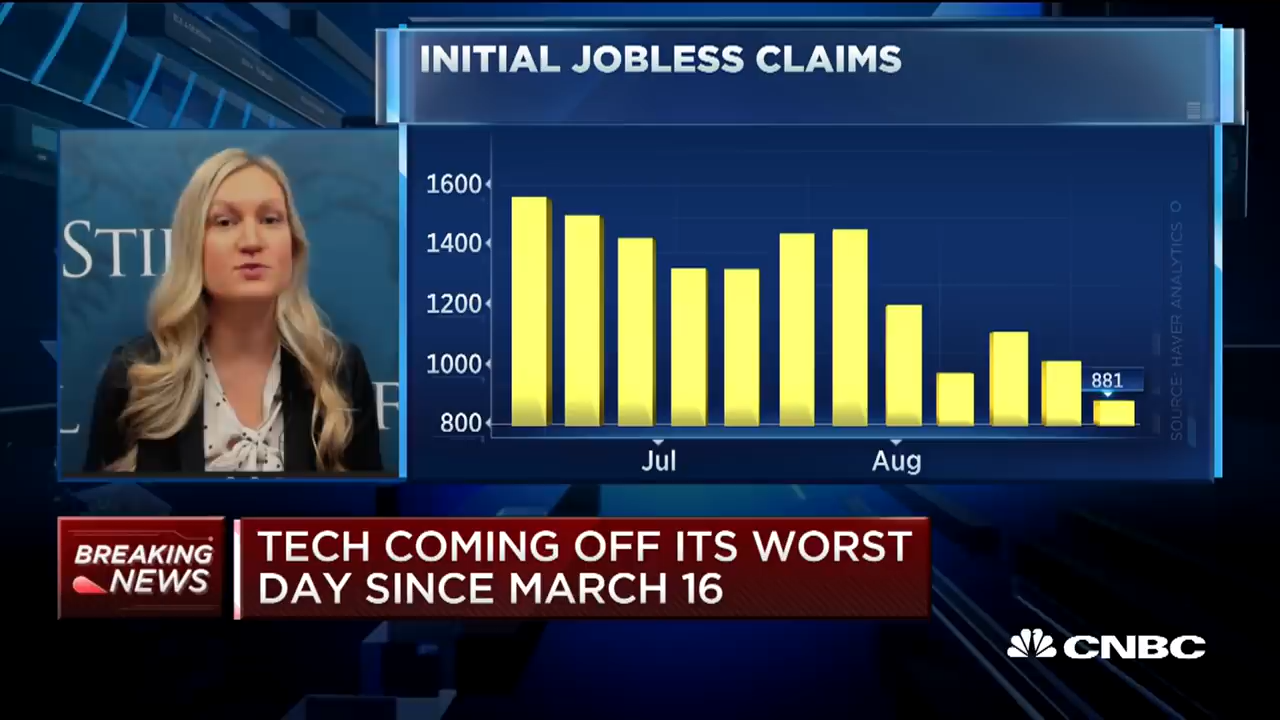 INITIAL JOBLESS CLAIMS
1600
1400
1200
1000
800
881
Jul
Aug
SOURCE: HAVER ANALYTICS
STI
BREAKING
NEWS
TECH COMING OFF ITS WORST
DAY SINCE MARCH 16
CNBC